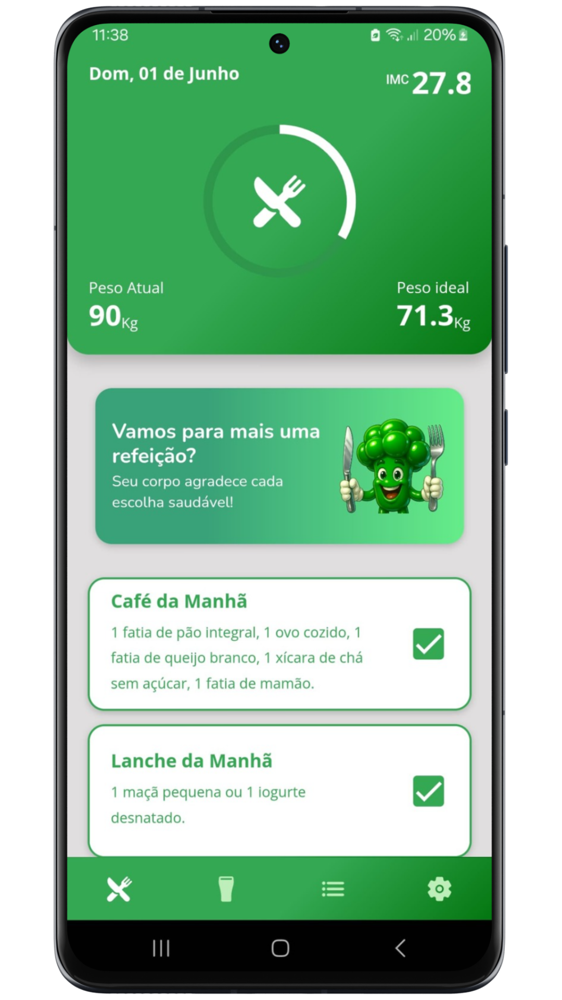 11:38
20%
Dom, 01 de Junho
IMC 27.8
Peso Atual
90Kg
Peso ideal
71.3Kg
Vamos para mais uma
refeição?
Seu corpo agradece cada
escolha saudável!
Café da Manhã
1 fatia de pão integral, 1 ovo cozido, 1
fatia de queijo branco, 1 xícara de chá
sem açúcar, 1 fatia de mamão.
Lanche da Manhã
1 maçã pequena ou 1 iogurte
desnatado.